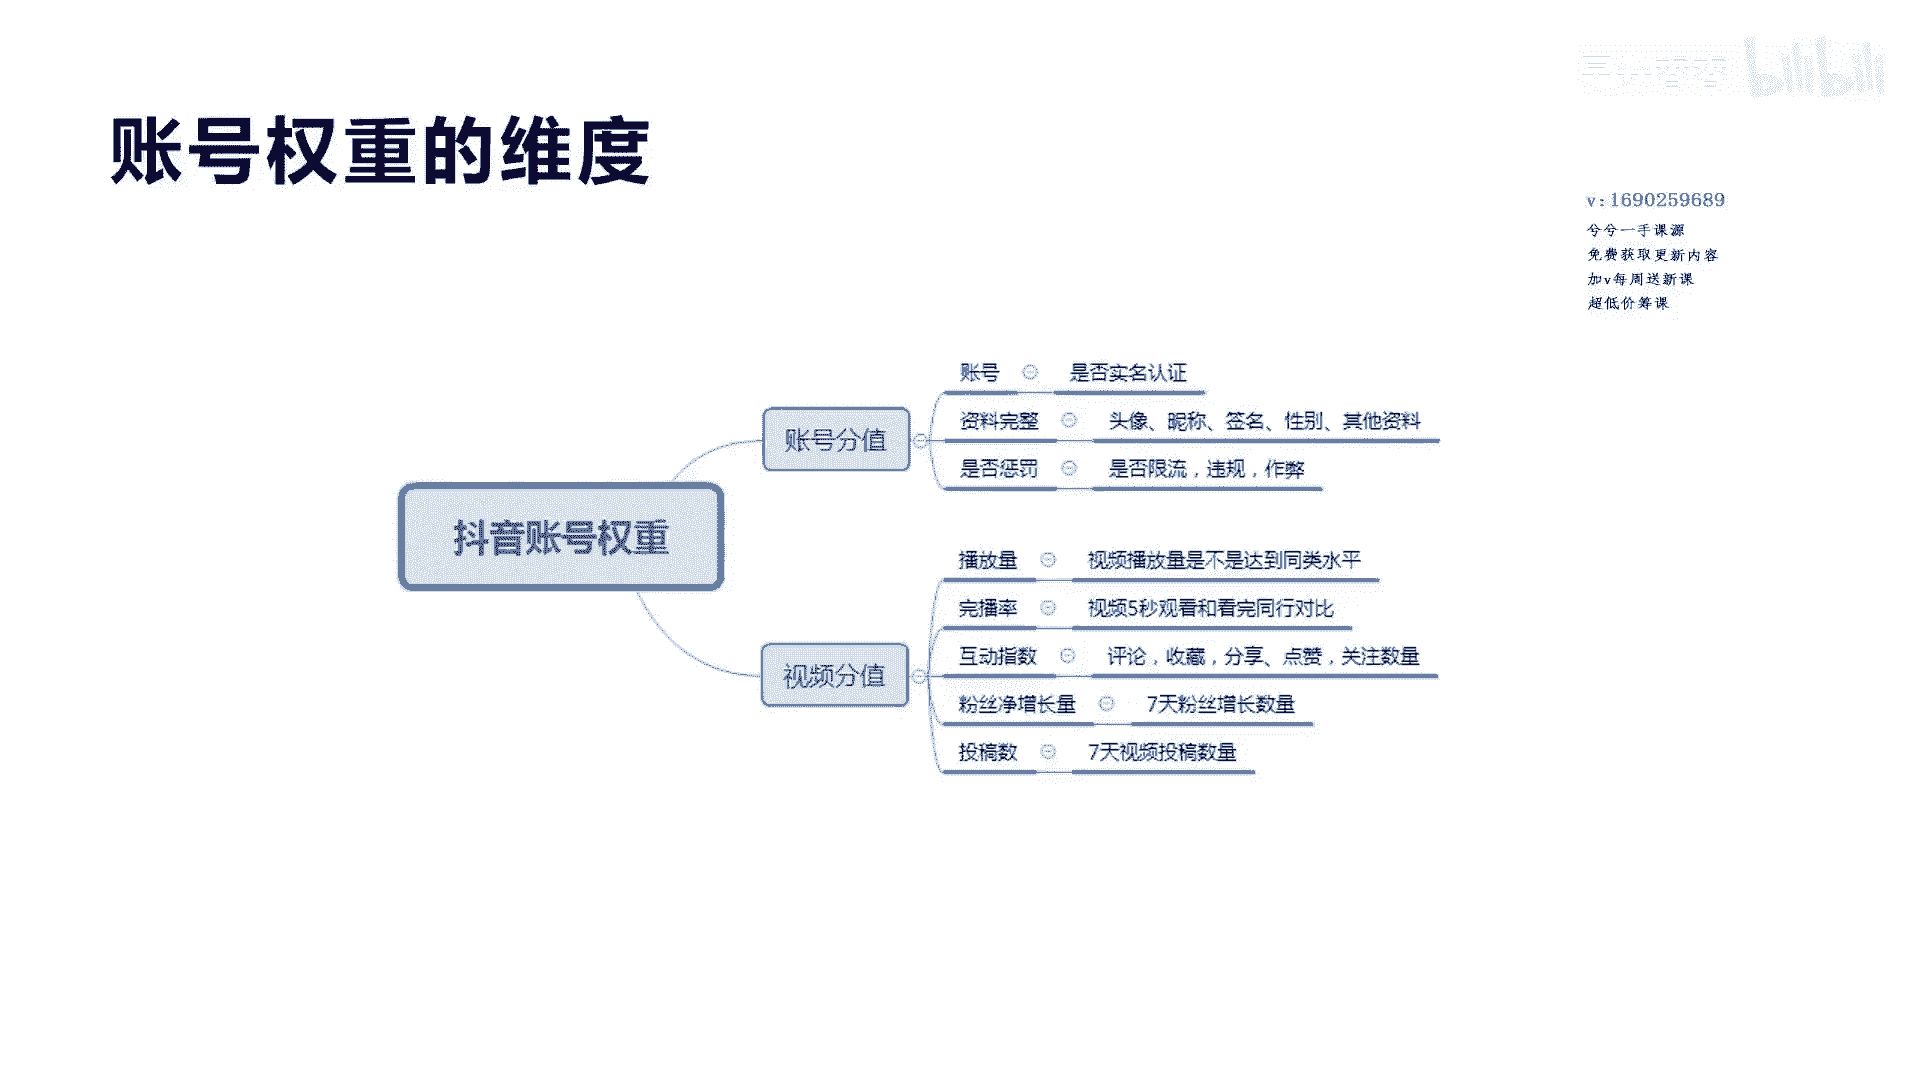 bilibili
账号权重的维度
v:1690259689
兮兮一手课源
免费获取更新内容
加v每周送新课
超低价筹课
抖音账号权重
账号分值
账号 是否实名认证
资料完整 头像、昵称、签名、性别、其他资料
是否惩罚 是否限流，违规，作弊
视频分值
播放量 视频播放量是不是达到同类水平
完播率 视频5秒观看和看完同行对比
互动指数 评论，收藏，分享、点赞，关注数量
粉丝净增长量 7天粉丝增长数量
投稿数 7天视频投稿数量